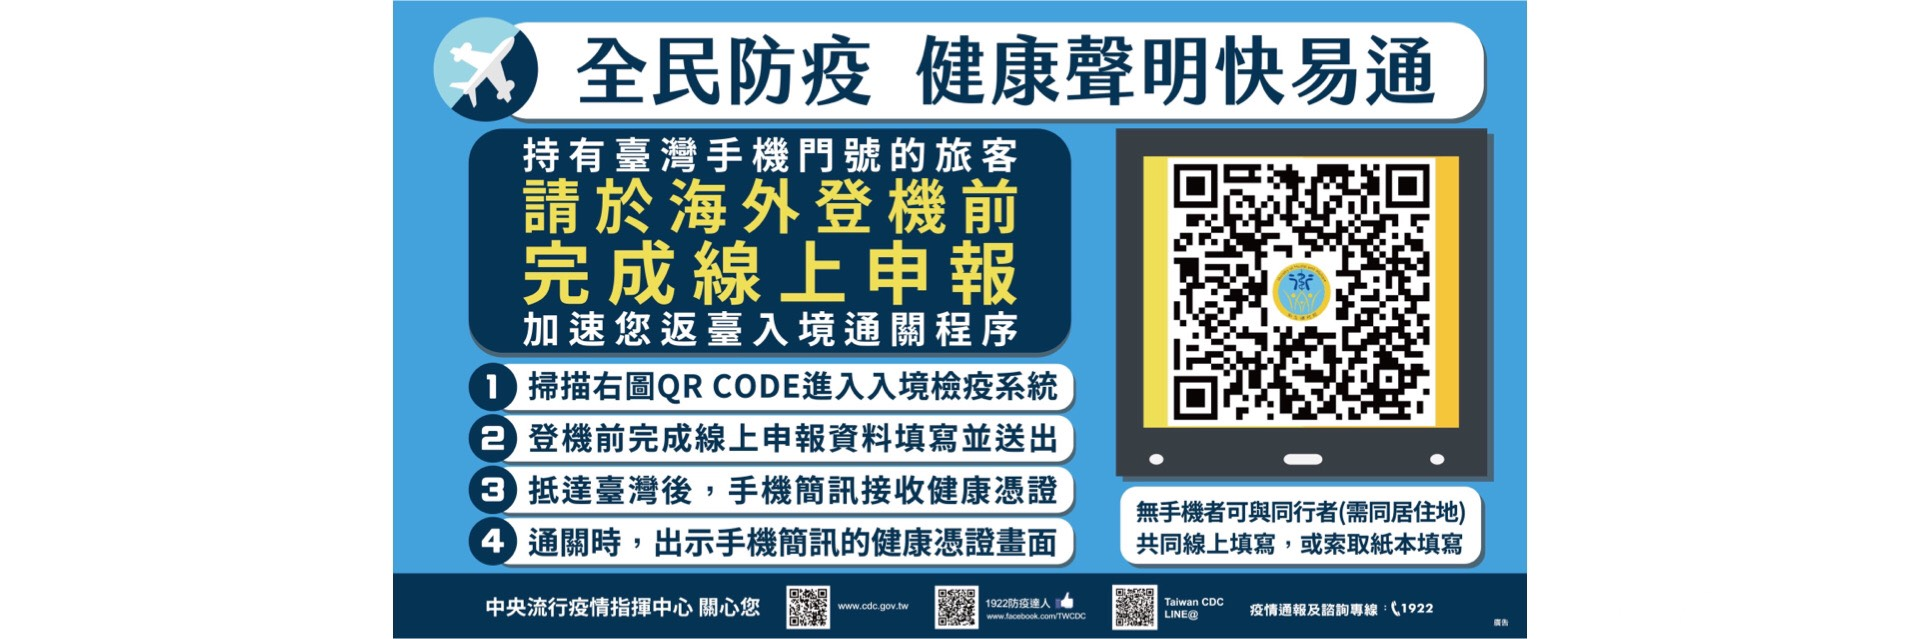 全民防疫 健康聲明快易通
持有臺灣手機門號的旅客
請於海外登機前
完成線上申報
加速您返臺入境通關程序
1 掃描右圖QR CODE進入入境檢疫系統
2 登機前完成線上申報資料填寫並送出
3 抵達臺灣後，手機簡訊接收健康憑證
4 通關時，出示手機簡訊的健康憑證畫面
無手機者可與同行者(需同居住地)
共同線上填寫，或索取紙本填寫
中央流行疫情指揮中心 關心您
www.cdc.gov.tw
1922防疫達人
www.facebook.com/TWCDC
Taiwan CDC
LINE@
疫情通報及諮詢專線：1922
廣告